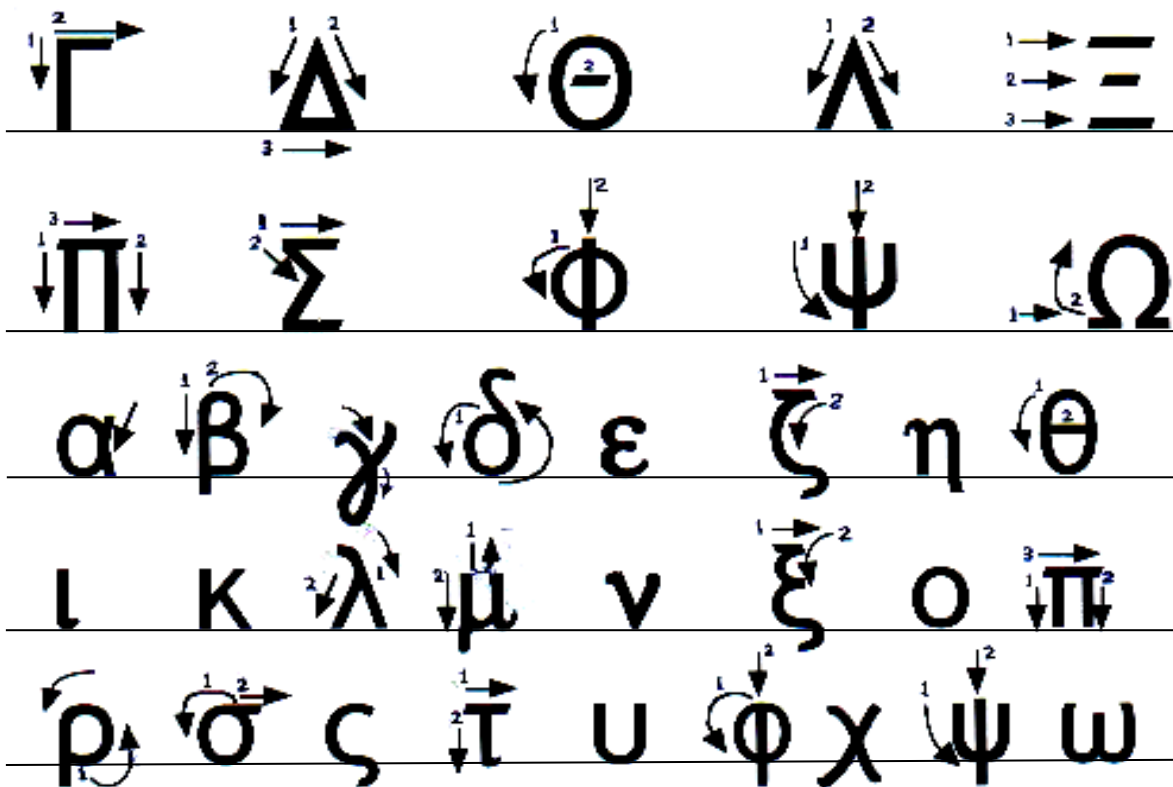 Γ Δ Θ Λ Ξ
Π Σ Φ Ψ Ω
α β γ δ ε ζ η θ
ι κ λ μ ν ξ ο π
ρ σ ς τ υ φ χ ψ ω